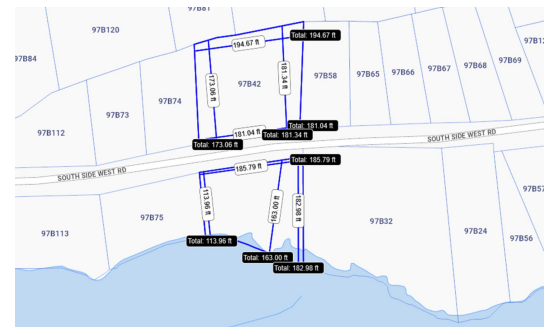 97B81
97B120
97B84
Total: 194.67 ft
194.67 ft
97B12
97B69
97B68
97B67
97B66
97B65
97B58
97B42
173.06 ft
181.34 ft
97B74
97B73
97B112
Total: 181.04 ft
181.04 ft
Total: 181.34 ft
Total: 173.06 ft
SOUTH SIDE WEST RD
SOUTH SIDE WEST RD
Total: 185.79 ft
185.79 ft
113.96 ft
163.00 ft
182.98 ft
97B57
97B75
97B32
97B113
97B24
97B56
Total: 113.96 ft
Total: 163.00 ft
Total: 182.98 ft